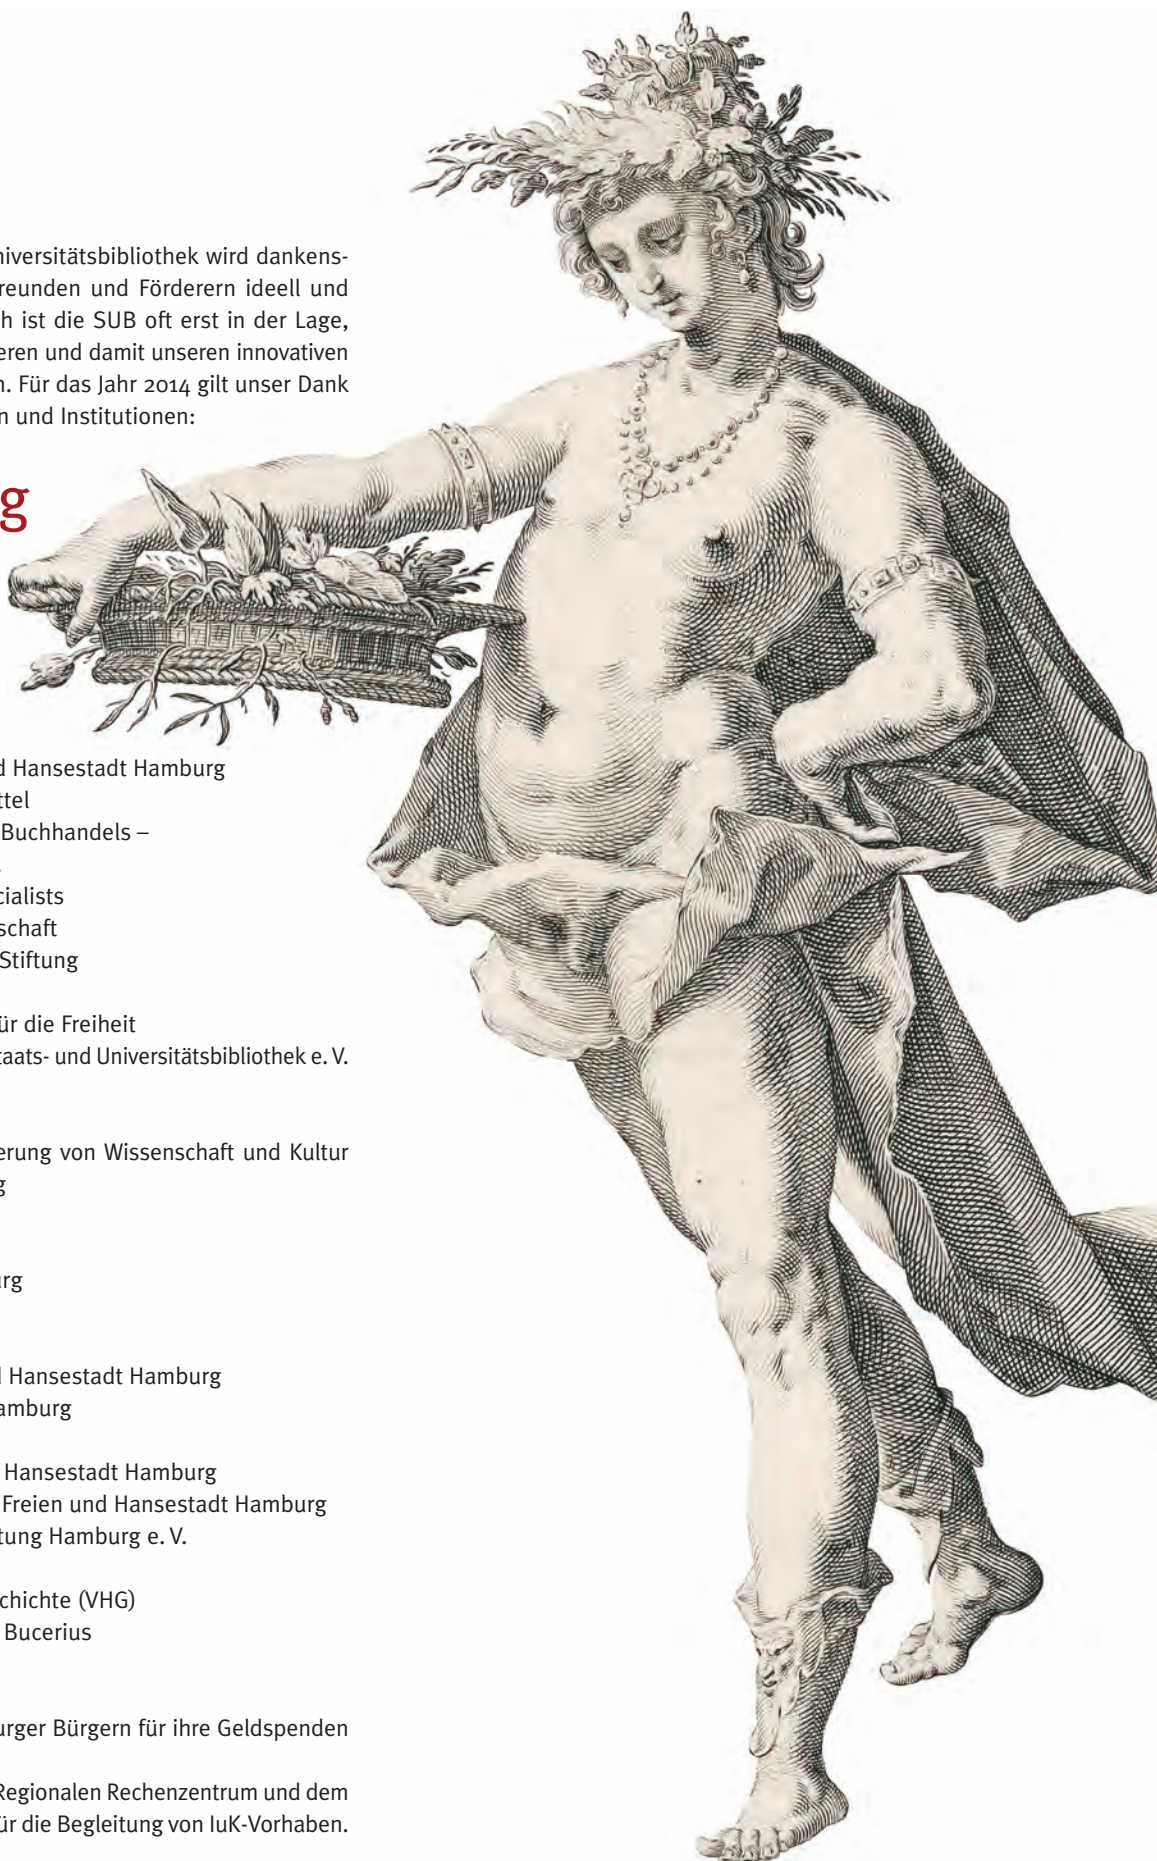 niversitätsbibliothek wird dankens-
reunden und Förderern ideell und
h ist die SUB oft erst in der Lage,
eren und damit unseren innovativen
n. Für das Jahr 2014 gilt unser Dank
n und Institutionen:
g
d Hansestadt Hamburg
ttel
Buchhandels –
.
cialists
schaft
Stiftung
ür die Freiheit
taats- und Universitätsbibliothek e. V.
erung von Wissenschaft und Kultur
g
urg
d Hansestadt Hamburg
amburg
Hansestadt Hamburg
Freien und Hansestadt Hamburg
tung Hamburg e. V.
chichte (VHG)
Bucerius
urger Bürgern für ihre Geldspenden
Regionalen Rechenzentrum und dem
ür die Begleitung von IuK-Vorhaben.